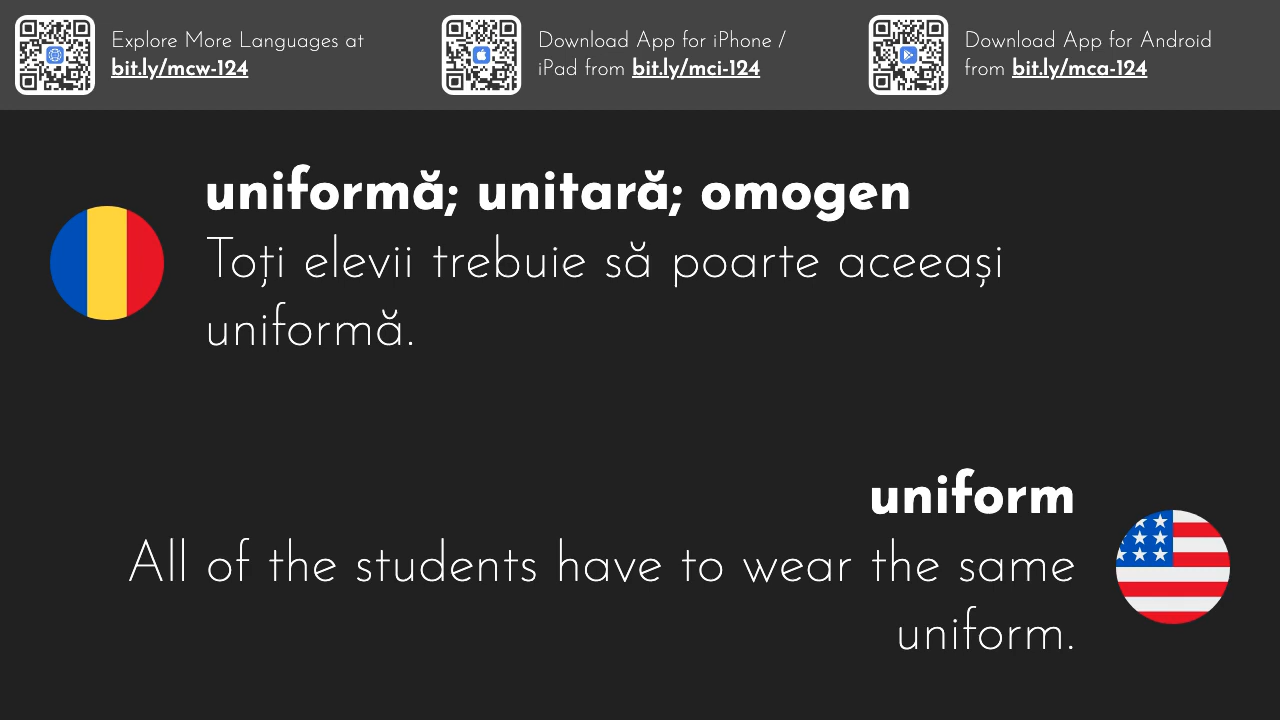 Explore More Languages at
bit.ly/mcw-124
Download App for iPhone /
iPad from bit.ly/mci-124
Download App for Android
from bit.ly/mca-124
uniformă; unitară; omogen
Toți elevii trebuie să poarte aceeași
uniformă.
uniform
All of the students have to wear the same
uniform.